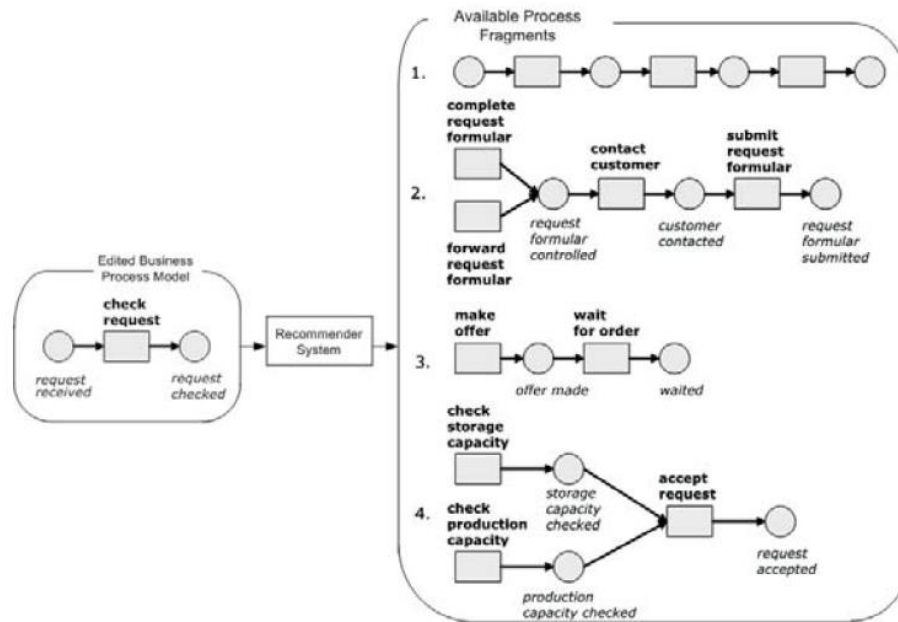 Available Process
Fragments
1.
complete
request
formular
contact
customer
submit
request
formular
2.
request
formular
controlled
customer
contacted
request
formular
submitted
forward
request
formular
Edited Business
Process Model
check
request
request
received
request
checked
Recommender
System
make
offer
wait
for order
3.
offer made
waited
check
storage
capacity
storage
capacity
checked
accept
request
4.
check
production
capacity
request
accepted
production
capacity checked